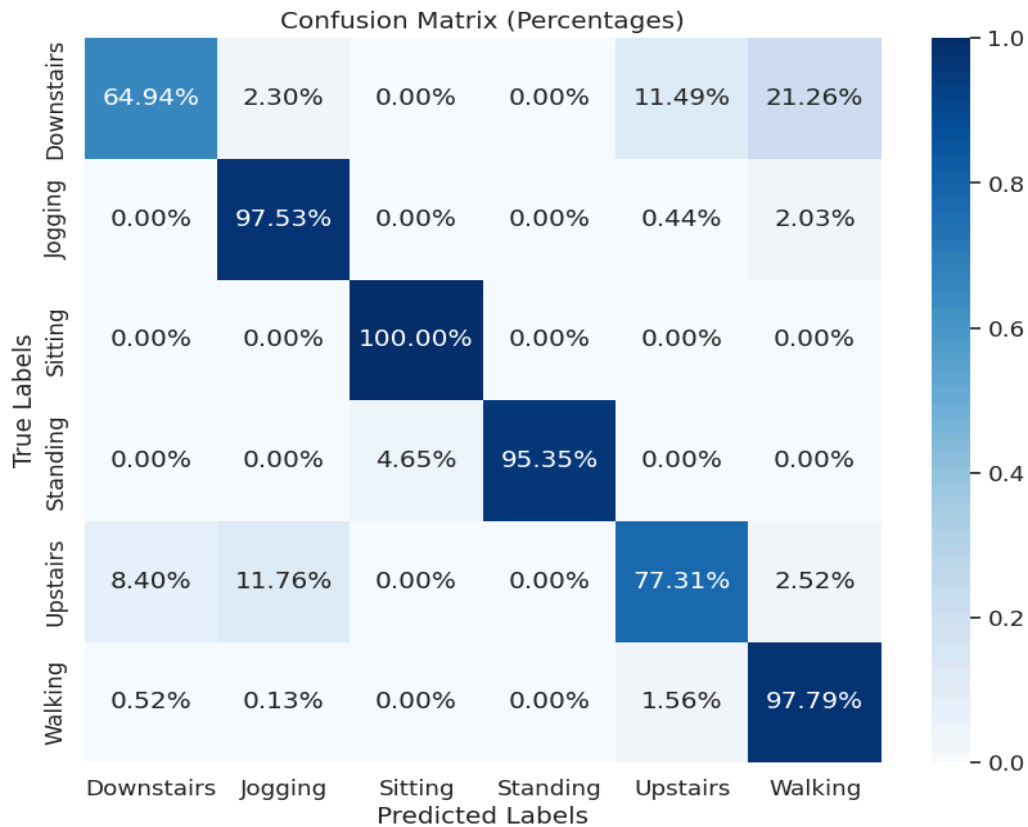 Confusion Matrix (Percentages)
Downstairs 64.94% 2.30% 0.00% 0.00% 11.49% 21.26%
Jogging 0.00% 97.53% 0.00% 0.00% 0.44% 2.03%
Sitting 0.00% 0.00% 100.00% 0.00% 0.00% 0.00%
Standing 0.00% 0.00% 4.65% 95.35% 0.00% 0.00%
Upstairs 8.40% 11.76% 0.00% 0.00% 77.31% 2.52%
Walking 0.52% 0.13% 0.00% 0.00% 1.56% 97.79%
True Labels
Downstairs Jogging Sitting Standing Upstairs Walking
Predicted Labels
1.0
0.8
0.6
0.4
0.2
0.0